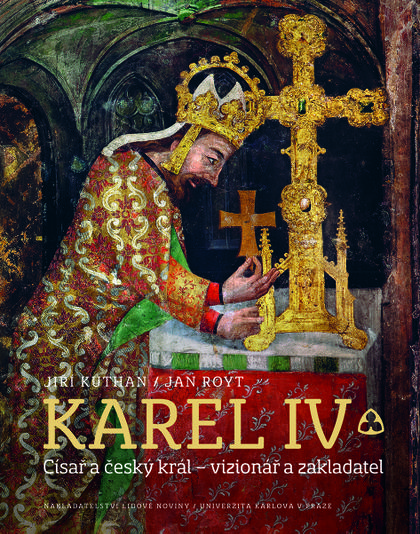 JIŘÍ KUTHAN / JAN ROYT
KAREL IV.
Císař a český král – vizionář a zakladatel
NAKLADATELSTVÍ LIDOVÉ NOVINY / UNIVERZITA KARLOVA V PRAZE